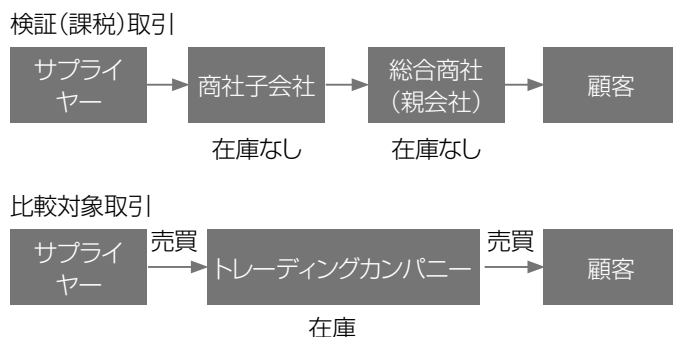 検証（課税）取引
サプライ
ヤー
商社子会社
総合商社
（親会社）
顧客
在庫なし
在庫なし
比較対象取引
サプライ
ヤー
売買
トレーディングカンパニー
売買
顧客
在庫